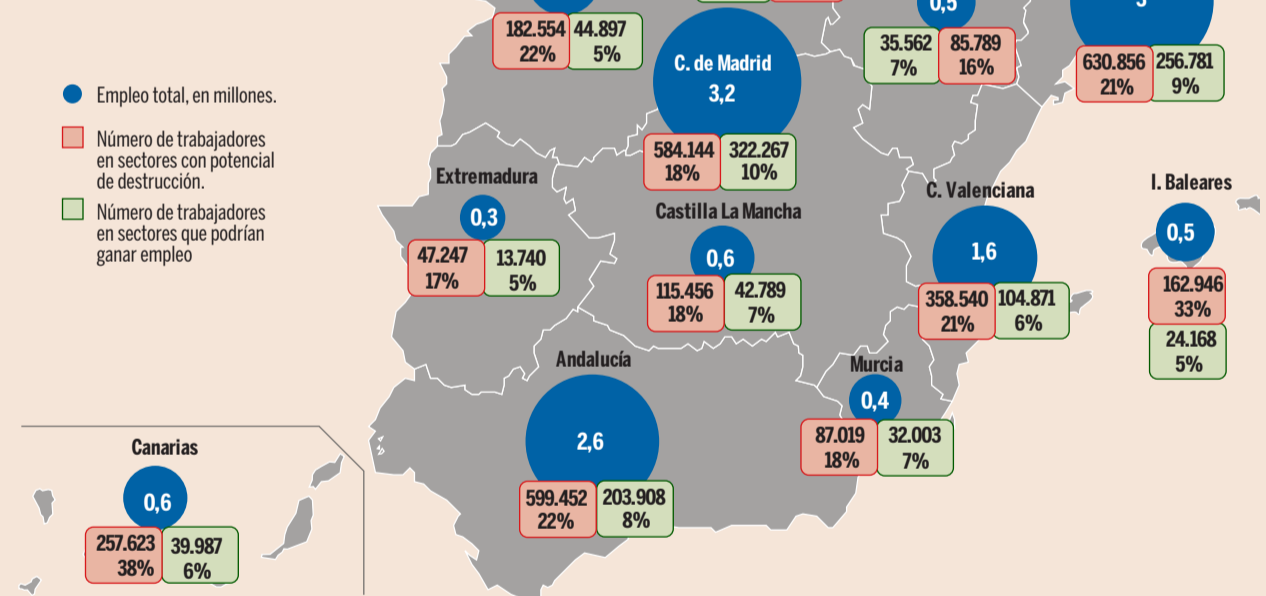 0,5
3
182.554 44.897
22% 5%
35.562 85.789
7% 16%
630.856 256.781
21% 9%
C. de Madrid
3,2
584.144 322.267
18% 10%
Empleo total, en millones.
Número de trabajadores
en sectores con potencial
de destrucción.
Número de trabajadores
en sectores que podrían
ganar empleo
Extremadura
0,3
47.247 13.740
17% 5%
Castilla La Mancha
0,6
115.456 42.789
18% 7%
C. Valenciana
1,6
358.540 104.871
21% 6%
I. Baleares
0,5
162.946
33%
24.168
5%
Andalucía
2,6
599.452 203.908
22% 8%
Murcia
0,4
87.019 32.003
18% 7%
Canarias
0,6
257.623 39.987
38% 6%